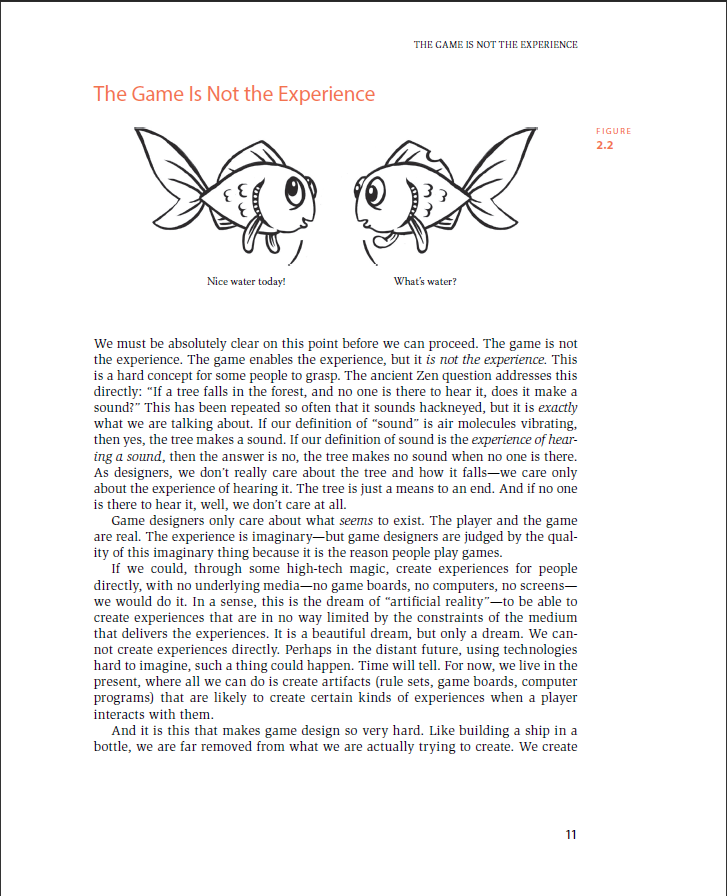 THE GAME IS NOT THE EXPERIENCE
The Game Is Not the Experience
FIGURE
2.2
Nice water today!
What's water?
We must be absolutely clear on this point before we can proceed. The game is not
the experience. The game enables the experience, but it is not the experience. This
is a hard concept for some people to grasp. The ancient Zen question addresses this
directly: “If a tree falls in the forest, and no one is there to hear it, does it make a
sound?” This has been repeated so often that it sounds hackneyed, but it is exactly
what we are talking about. If our definition of “sound” is air molecules vibrating,
then yes, the tree makes a sound. If our definition of sound is the experience of hear-
ing a sound, then the answer is no, the tree makes no sound when no one is there.
As designers, we don’t really care about the tree and how it falls—we care only
about the experience of hearing it. The tree is just a means to an end. And if no one
is there to hear it, well, we don’t care at all.
Game designers only care about what seems to exist. The player and the game
are real. The experience is imaginary—but game designers are judged by the qual-
ity of this imaginary thing because it is the reason people play games.
If we could, through some high-tech magic, create experiences for people
directly, with no underlying media—no game boards, no computers, no screens—
we would do it. In a sense, this is the dream of “artificial reality”—to be able to
create experiences that are in no way limited by the constraints of the medium
that delivers the experiences. It is a beautiful dream, but only a dream. We can-
not create experiences directly. Perhaps in the distant future, using technologies
hard to imagine, such a thing could happen. Time will tell. For now, we live in the
present, where all we can do is create artifacts (rule sets, game boards, computer
programs) that are likely to create certain kinds of experiences when a player
interacts with them.
And it is this that makes game design so very hard. Like building a ship in a
bottle, we are far removed from what we are actually trying to create. We create
11